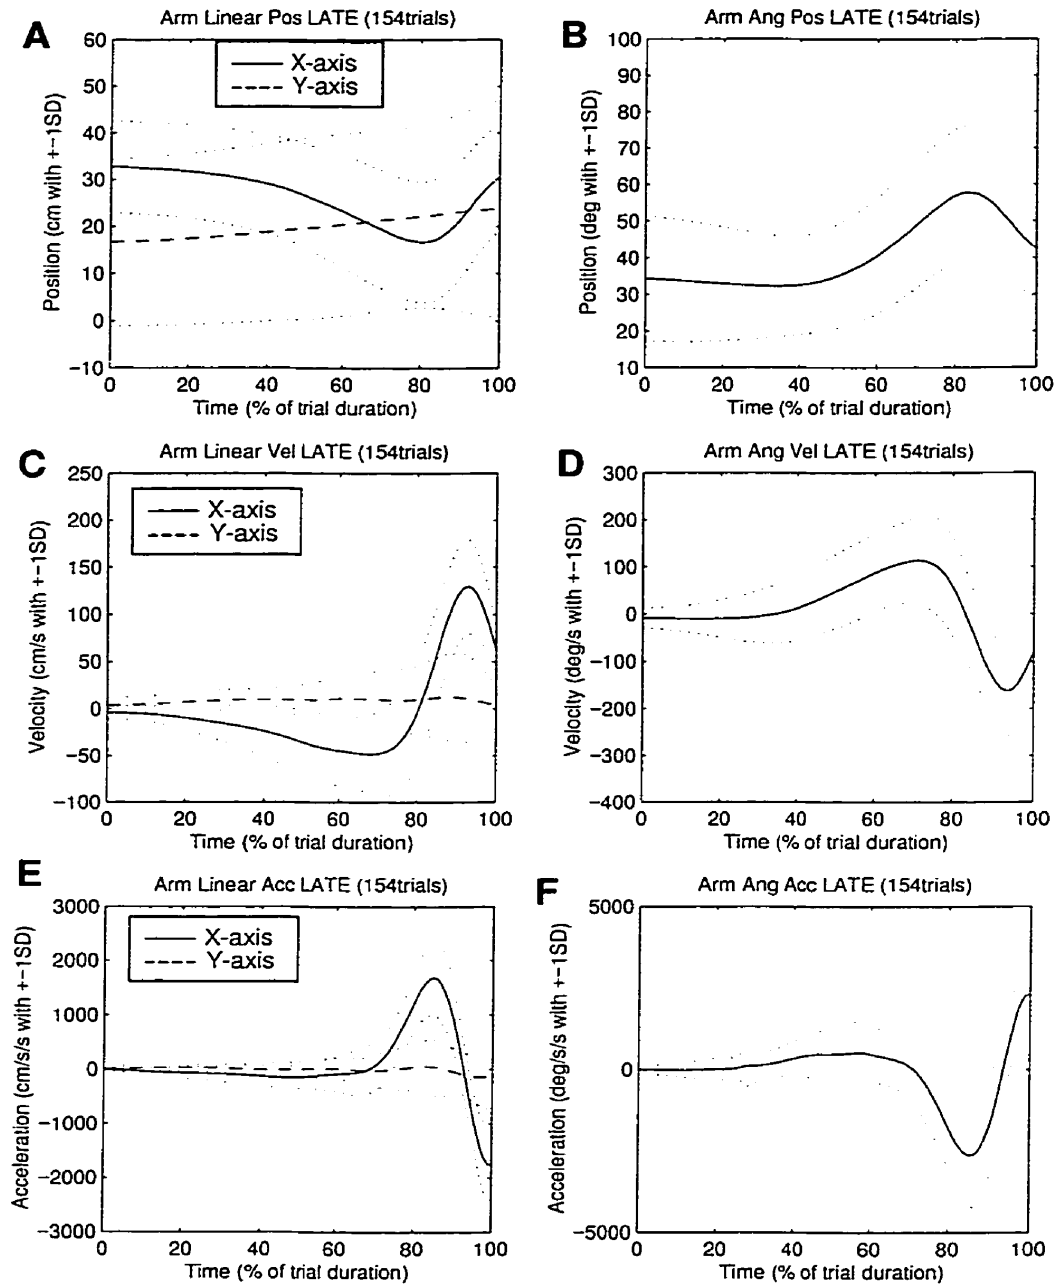 A
Arm Linear Pos LATE (154trials)
60
50
40
30
20
10
0
−10
Position (cm with +−1SD)
X-axis
Y-axis
0 20 40 60 80 100
Time (% of trial duration)
B
Arm Ang Pos LATE (154trials)
100
90
80
70
60
50
40
30
20
10
Position (deg with +−1SD)
0 20 40 60 80 100
Time (% of trial duration)
C
Arm Linear Vel LATE (154trials)
250
200
150
100
50
0
−50
−100
Velocity (cm/s with +−1SD)
X-axis
Y-axis
0 20 40 60 80 100
Time (% of trial duration)
D
Arm Ang Vel LATE (154trials)
300
200
100
0
−100
−200
−300
−400
Velocity (deg/s with +−1SD)
0 20 40 60 80 100
Time (% of trial duration)
E
Arm Linear Acc LATE (154trials)
3000
2000
1000
0
−1000
−2000
−3000
Acceleration (cm/s/s with +−1SD)
X-axis
Y-axis
0 20 40 60 80 100
Time (% of trial duration)
F
Arm Ang Acc LATE (154trials)
5000
0
−5000
Acceleration (deg/s/s with +−1SD)
0 20 40 60 80 100
Time (% of trial duration)